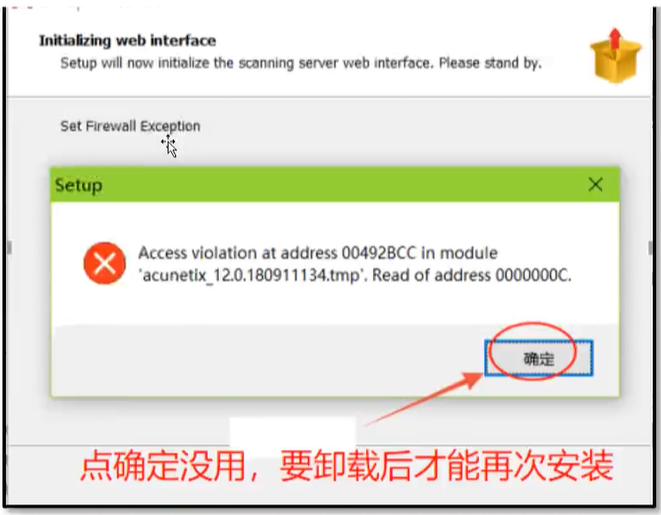 Initializing web interface
Setup will now initialize the scanning server web interface. Please stand by.
Set Firewall Exception
Setup
Access violation at address 00492BCC in module
'acunetix_12.0.180911134.tmp'. Read of address 0000000C.
确定
点确定没用，要卸载后才能再次安装